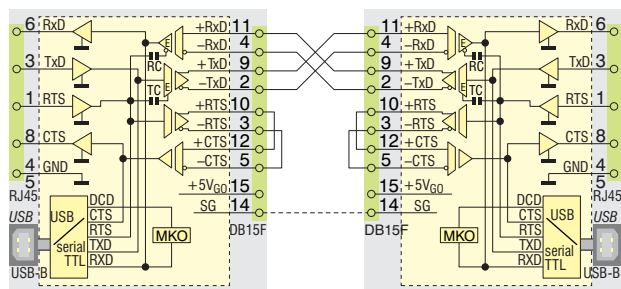 6 RxD +RxD 11 11 +RxD RxD 6
E RC –RxD 4 4 –RxD RC E
3 TxD +TxD 9 9 +TxD TxD 3
E TC –TxD 2 2 –TxD TC E
1 RTS +RTS 10 10 +RTS RTS 1
–RTS 3 3 –RTS
8 CTS +CTS 12 12 +CTS CTS 8
–CTS 5 5 –CTS
4 GND GND 4
5 +5VGO 15 15 +5VGO 5
RJ45 DCD SG 14 14 SG DCD RJ45
USB USB CTS DB15F DB15F CTS USB USB
RTS MKO MKO RTS
serial TXD TXD serial
USB-B TTL RXD RXD TTL USB-B